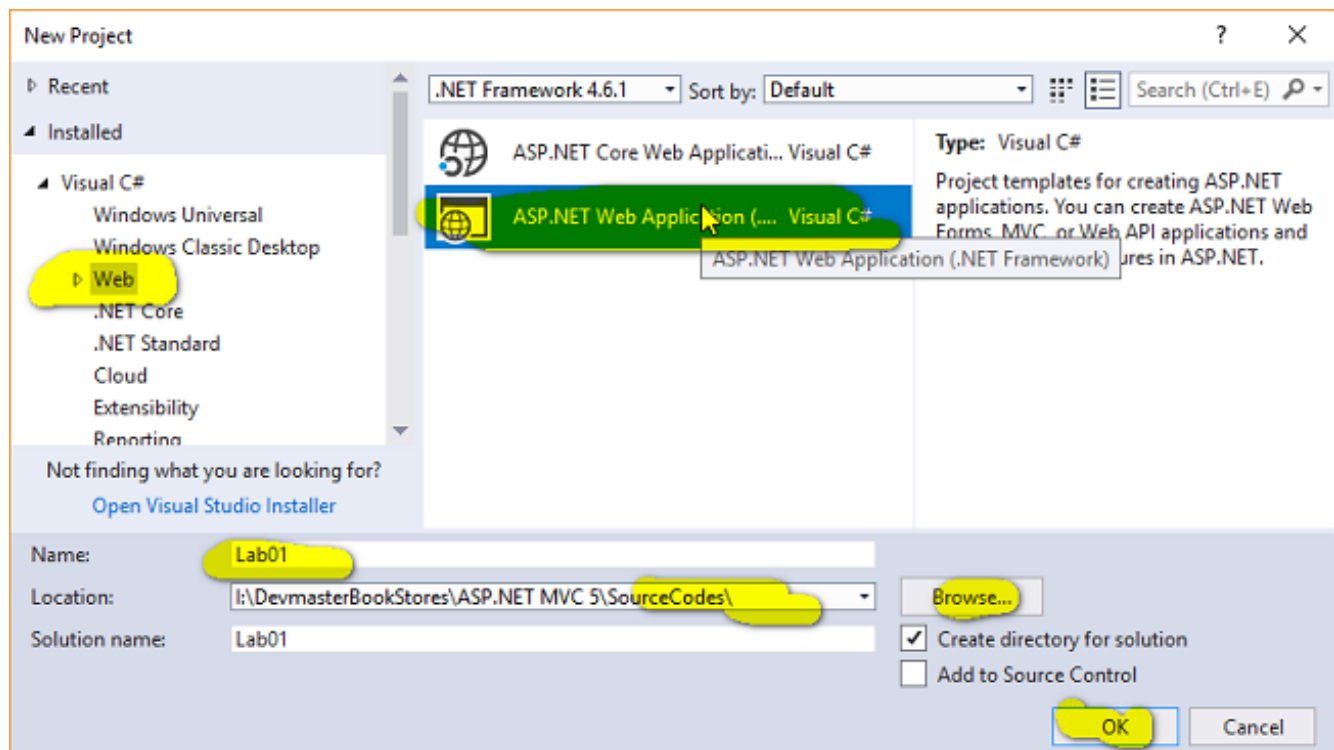 New Project
Recent
Installed
Visual C#
Windows Universal
Windows Classic Desktop
Web
.NET Core
.NET Standard
Cloud
Extensibility
Reporting
Not finding what you are looking for?
Open Visual Studio Installer
.NET Framework 4.6.1 Sort by: Default
Search (Ctrl+E)
ASP.NET Core Web Applicati... Visual C#
ASP.NET Web Application (.... Visual C#
ASP.NET Web Application (.NET Framework)
Type: Visual C#
Project templates for creating ASP.NET
applications. You can create ASP.NET Web
Forms, MVC, or Web API applications and
ures in ASP.NET.
Name: Lab01
Location: I:\DevmasterBookStores\ASP.NET MVC 5\SourceCodes\ Browse...
Solution name: Lab01
Create directory for solution
Add to Source Control
OK Cancel